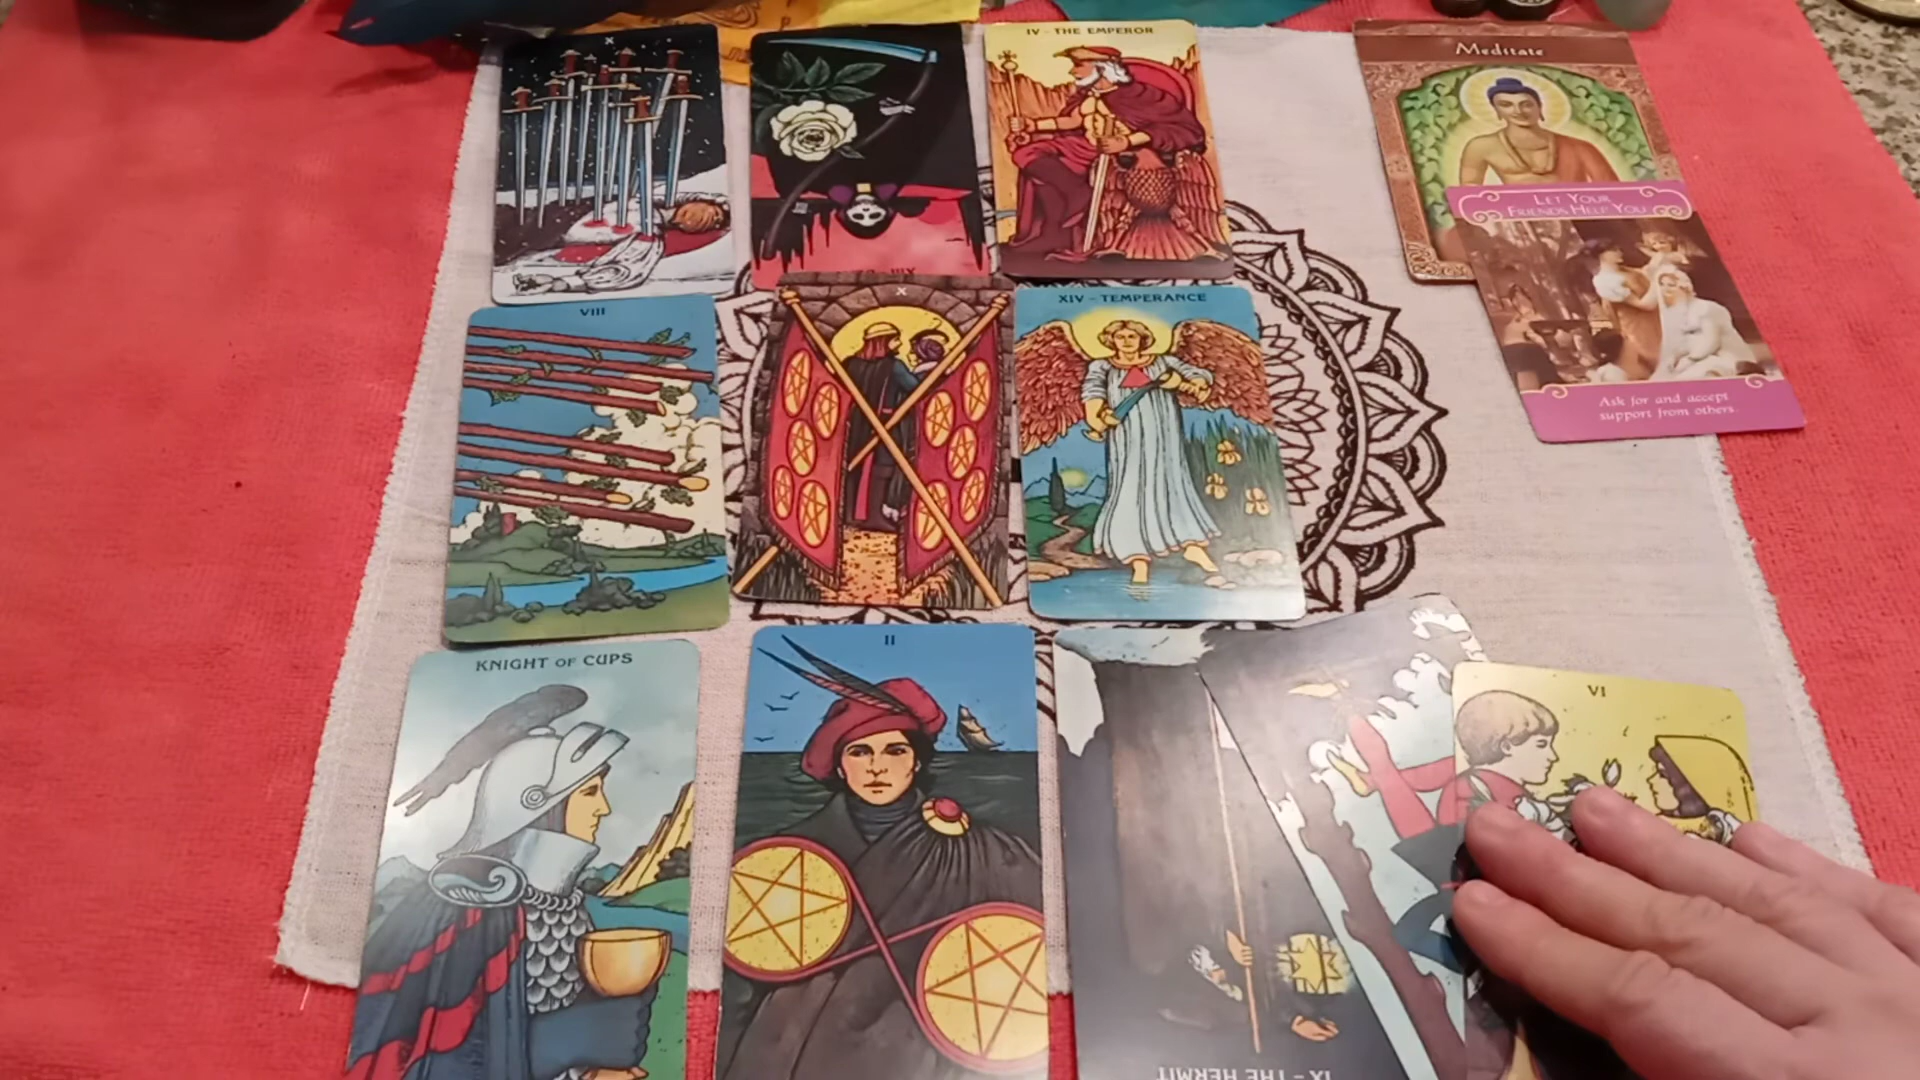 X
IV - THE EMPEROR
Meditate
XIII
LET YOUR
FRIENDS HELP YOU
Ask for and accept
support from others.
VIII
X
XIV - TEMPERANCE
KNIGHT OF CUPS
II
VI
IX - THE HERMIT